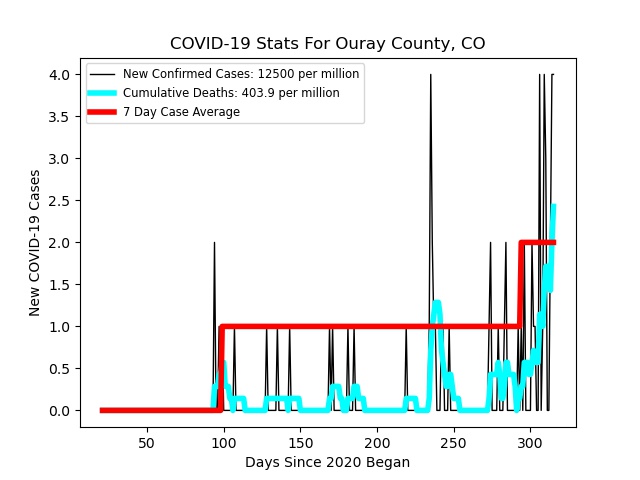 COVID-19 Stats For Ouray County, CO
New Confirmed Cases: 12500 per million
Cumulative Deaths: 403.9 per million
7 Day Case Average
New COVID-19 Cases
4.0
3.5
3.0
2.5
2.0
1.5
1.0
0.5
0.0
50 100 150 200 250 300
Days Since 2020 Began